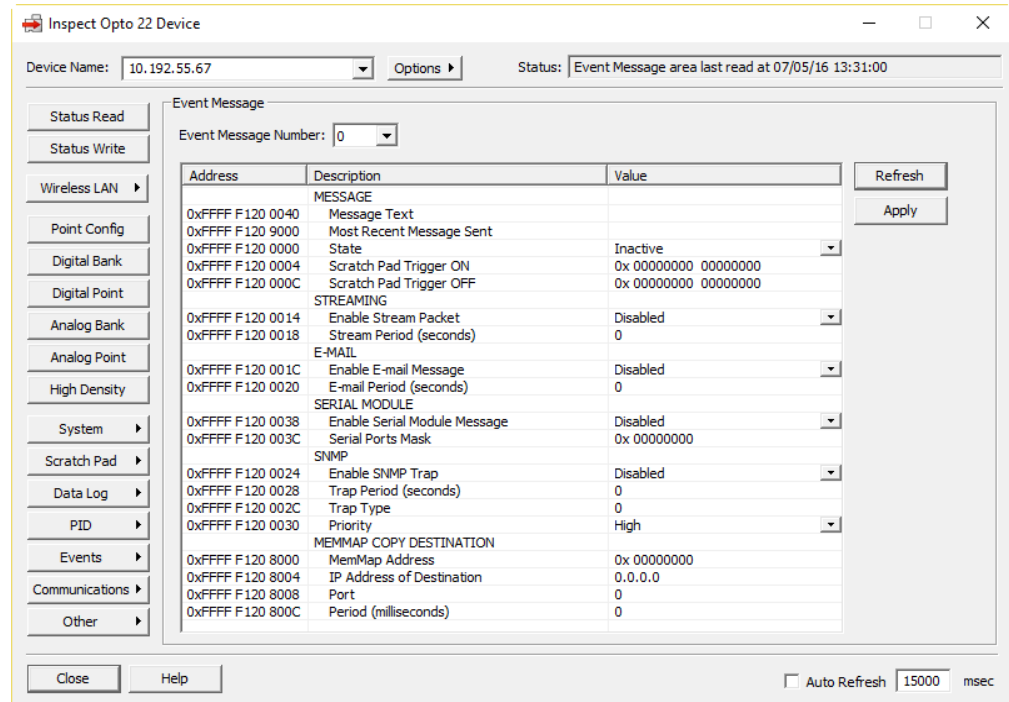 Inspect Opto 22 Device
Device Name: 10.192.55.67 Options Status: Event Message area last read at 07/05/16 13:31:00
Status Read
Status Write
Wireless LAN
Point Config
Digital Bank
Digital Point
Analog Bank
Analog Point
High Density
System
Scratch Pad
Data Log
PID
Events
Communications
Other
Event Message
Event Message Number: 0
Address Description Value
MESSAGE
0xFFFF F120 0040 Message Text
0xFFFF F120 9000 Most Recent Message Sent
0xFFFF F120 0000 State Inactive
0xFFFF F120 0004 Scratch Pad Trigger ON 0x 00000000 00000000
0xFFFF F120 000C Scratch Pad Trigger OFF 0x 00000000 00000000
STREAMING
0xFFFF F120 0014 Enable Stream Packet Disabled
0xFFFF F120 0018 Stream Period (seconds) 0
E-MAIL
0xFFFF F120 001C Enable E-mail Message Disabled
0xFFFF F120 0020 E-mail Period (seconds) 0
SERIAL MODULE
0xFFFF F120 0038 Enable Serial Module Message Disabled
0xFFFF F120 003C Serial Ports Mask 0x 00000000
SNMP
0xFFFF F120 0024 Enable SNMP Trap Disabled
0xFFFF F120 0028 Trap Period (seconds) 0
0xFFFF F120 002C Trap Type 0
0xFFFF F120 0030 Priority High
MEMMAP COPY DESTINATION
0xFFFF F120 8000 MemMap Address 0x 00000000
0xFFFF F120 8004 IP Address of Destination 0.0.0.0
0xFFFF F120 8008 Port 0
0xFFFF F120 800C Period (milliseconds) 0
Refresh
Apply
Close Help Auto Refresh 15000 msec